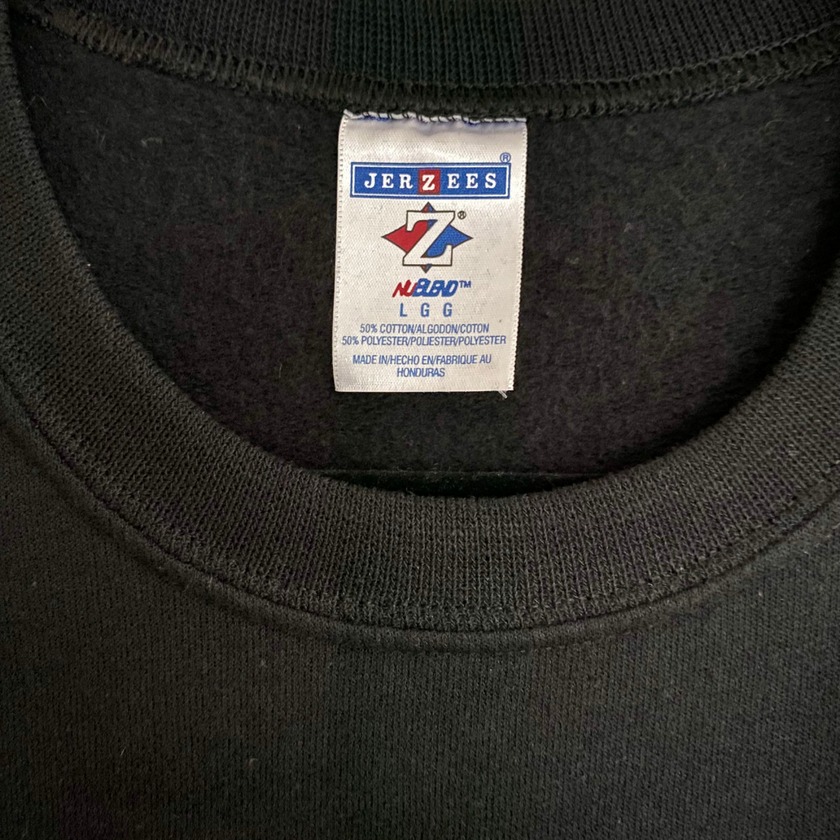 ®
JERZEES
Z®
NUBLEND™
L G G
50% COTTON/ALGODON/COTON
50% POLYESTER/POLIESTER/POLYESTER
MADE IN/HECHO EN/FABRIQUE AU
HONDURAS